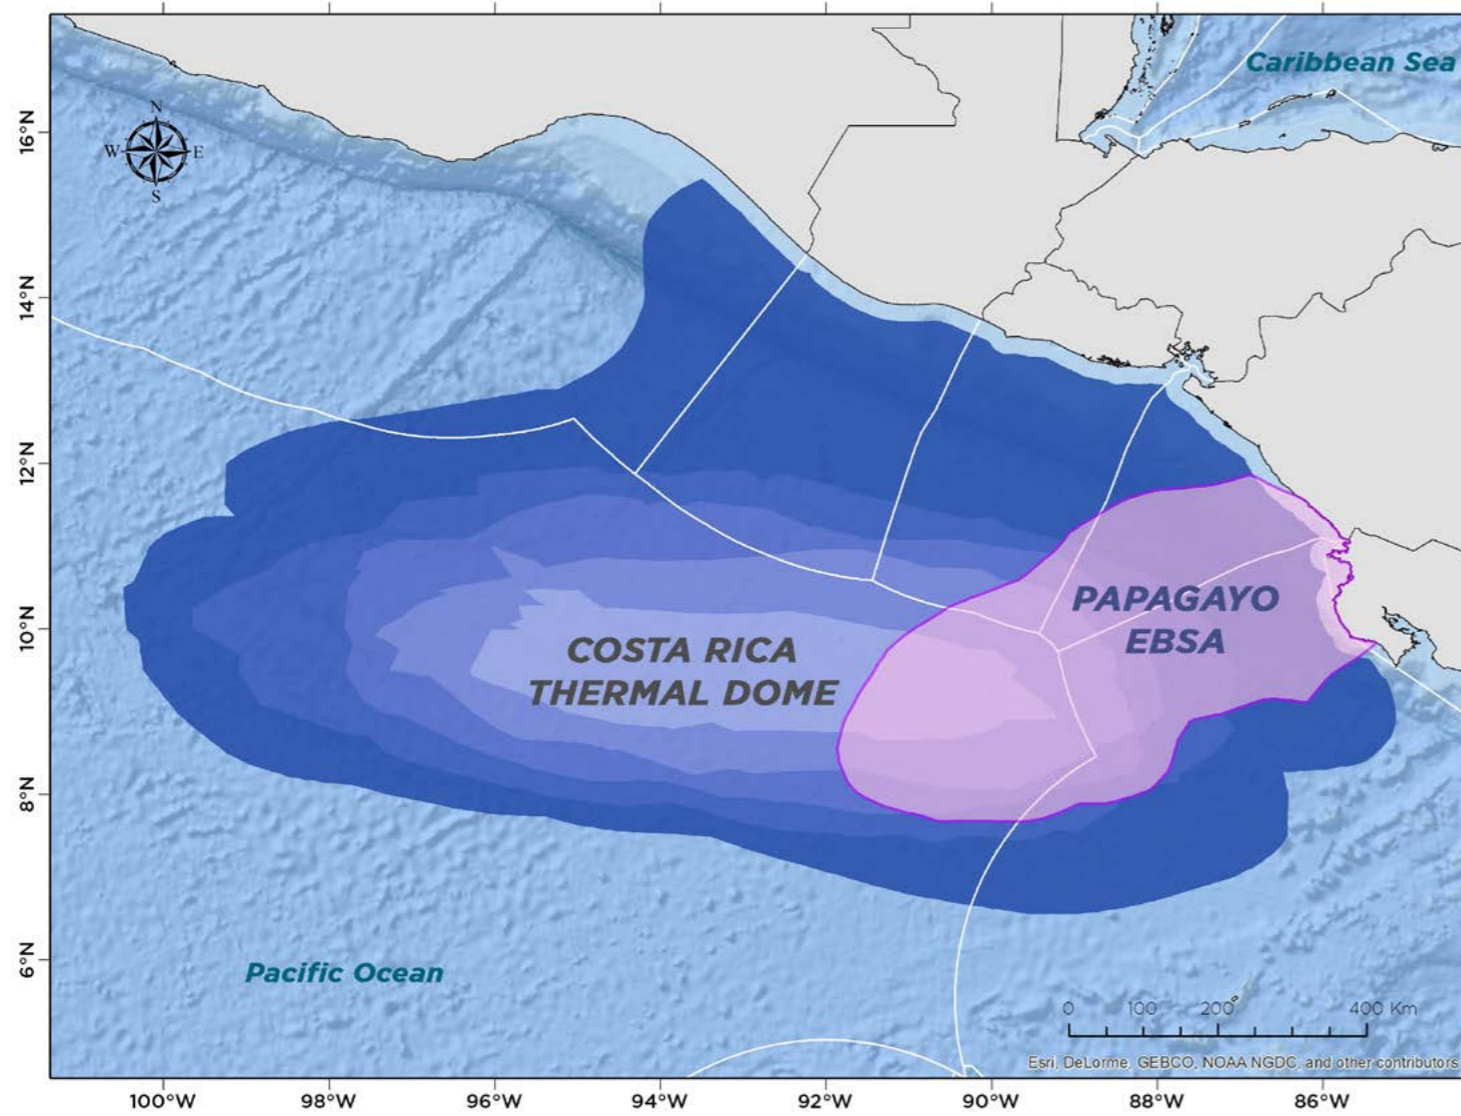 Caribbean Sea
N
W E
S
16°N
14°N
12°N
10°N
8°N
6°N
COSTA RICA
THERMAL DOME
PAPAGAYO
EBSA
Pacific Ocean
0 100 200 400 Km
Esri, DeLorme, GEBCO, NOAA NGDC, and other contributors
100°W 98°W 96°W 94°W 92°W 90°W 88°W 86°W